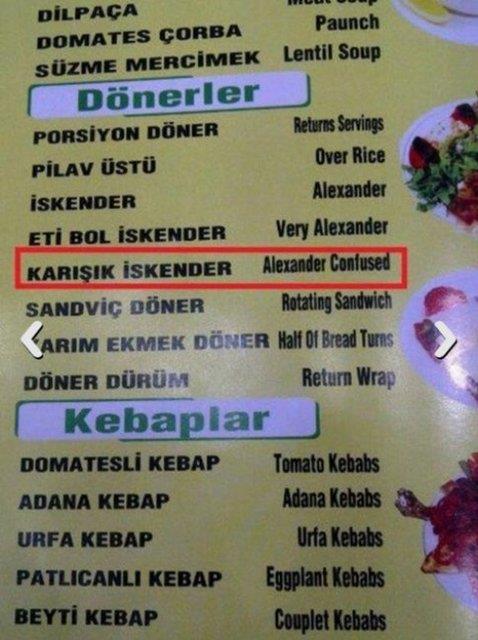 Meat Soup
DİLPAÇA
DOMATES ÇORBA Paunch
SÜZME MERCİMEK Lentil Soup
Dönerler
PORSİYON DÖNER Returns Servings
PİLAV ÜSTÜ Over Rice
İSKENDER Alexander
ETİ BOL İSKENDER Very Alexander
KARIŞIK İSKENDER Alexander Confused
SANDVİÇ DÖNER Rotating Sandwich
YARIM EKMEK DÖNER Half Of Bread Turns
DÖNER DÜRÜM Return Wrap
Kebaplar
DOMATESLİ KEBAP Tomato Kebabs
ADANA KEBAP Adana Kebabs
URFA KEBAP Urfa Kebabs
PATLICANLI KEBAP Eggplant Kebabs
BEYTİ KEBAP Couplet Kebabs